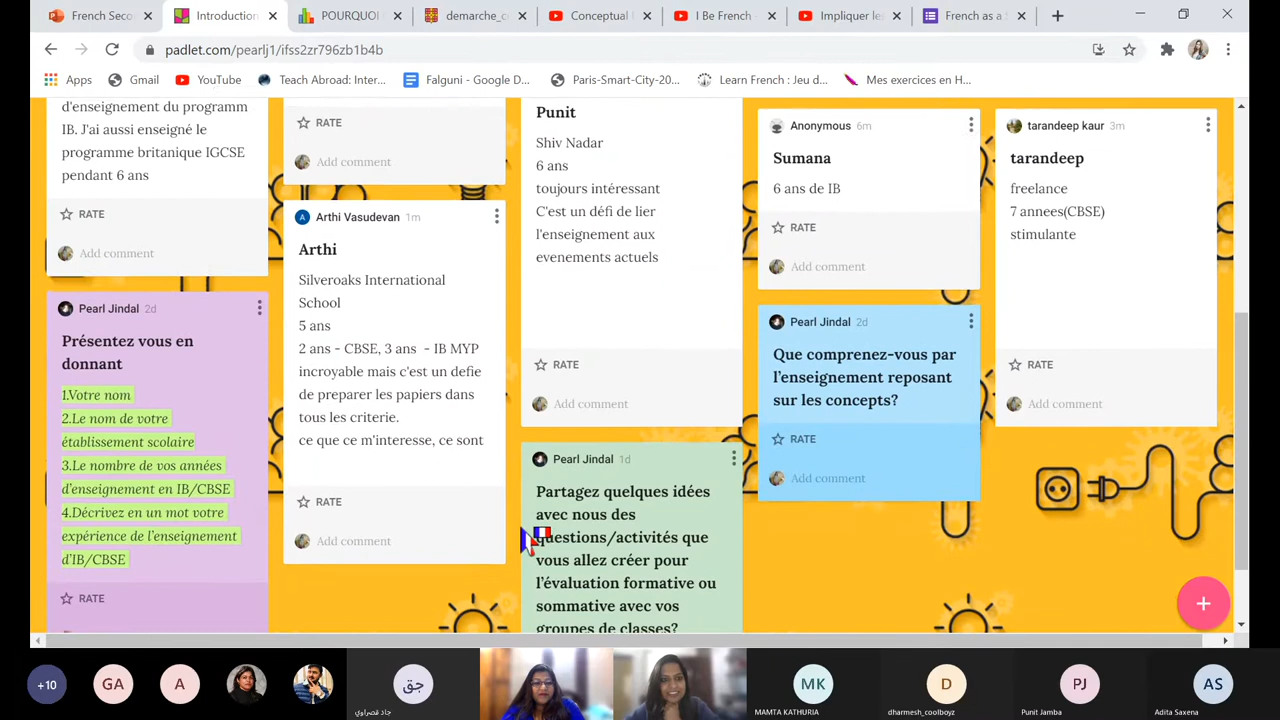 French Seco
Introduction
POURQUOI
demarche_c
Conceptual
I Be French
Impliquer le
French as a S
padlet.com/pearlj1/ifss2zr796zb1b4b
Apps
Gmail
YouTube
Teach Abroad: Inter...
Falguni - Google D...
Paris-Smart-City-20...
Learn French : Jeu d...
Mes exercices en H...
d'enseignement du programm
IB. J'ai aussi enseigné le
programme britanique IGCSE
pendant 6 ans
RATE
Add comment
Pearl Jindal 2d
Présentez vous en
donnant
1.Votre nom
2.Le nom de votre
établissement scolaire
3.Le nombre de vos années
d'enseignement en IB/CBSE
4.Décrivez en un mot votre
expérience de l'enseignement
d'IB/CBSE
RATE
RATE
Add comment
A Arthi Vasudevan 1m
Arthi
Silveroaks International
School
5 ans
2 ans - CBSE, 3 ans - IB MYP
incroyable mais c'est un defie
de preparer les papiers dans
tous les criterie.
ce que ce m'interesse, ce sont
RATE
Add comment
Punit
Shiv Nadar
6 ans
toujours intéressant
C'est un défi de lier
l'enseignement aux
evenements actuels
RATE
Add comment
Pearl Jindal 1d
Partagez quelques idées
avec nous des
questions/activités que
vous allez créer pour
l'évaluation formative ou
sommative avec vos
groupes de classes?
Anonymous 6m
Sumana
6 ans de IB
RATE
Add comment
Pearl Jindal 2d
Que comprenez-vous par
l'enseignement reposant
sur les concepts?
RATE
Add comment
tarandeep kaur 3m
tarandeep
freelance
7 annees(CBSE)
stimulante
RATE
Add comment
+10
GA
A
جق
جاد قصراوي
MK
MAMTA KATHURIA
D
dharmesh_coolboyz
PJ
Punit Jamba
AS
Adita Saxena